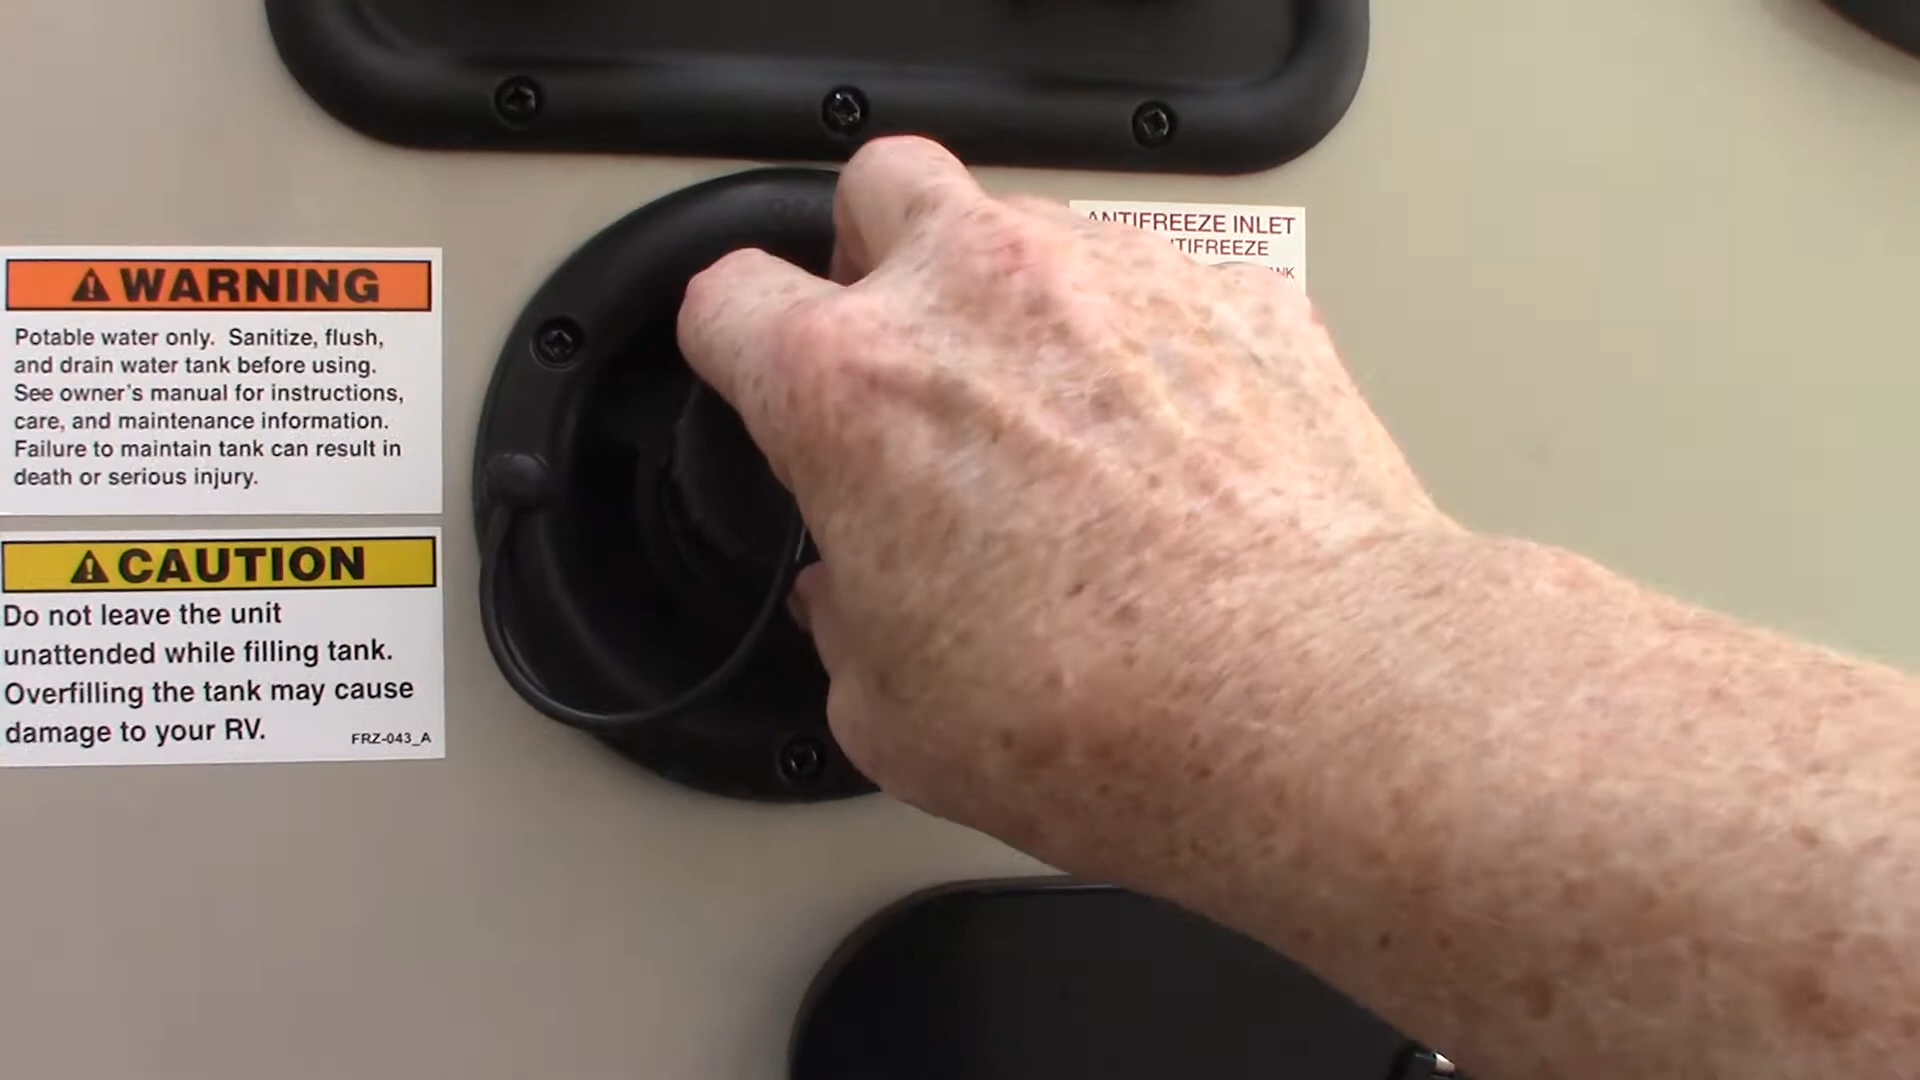 WARNING
Potable water only. Sanitize, flush,
and drain water tank before using.
See owner's manual for instructions,
care, and maintenance information.
Failure to maintain tank can result in
death or serious injury.
CAUTION
Do not leave the unit
unattended while filling tank.
Overfilling the tank may cause
damage to your RV.
FRZ-043_A
ANTIFREEZE INLET